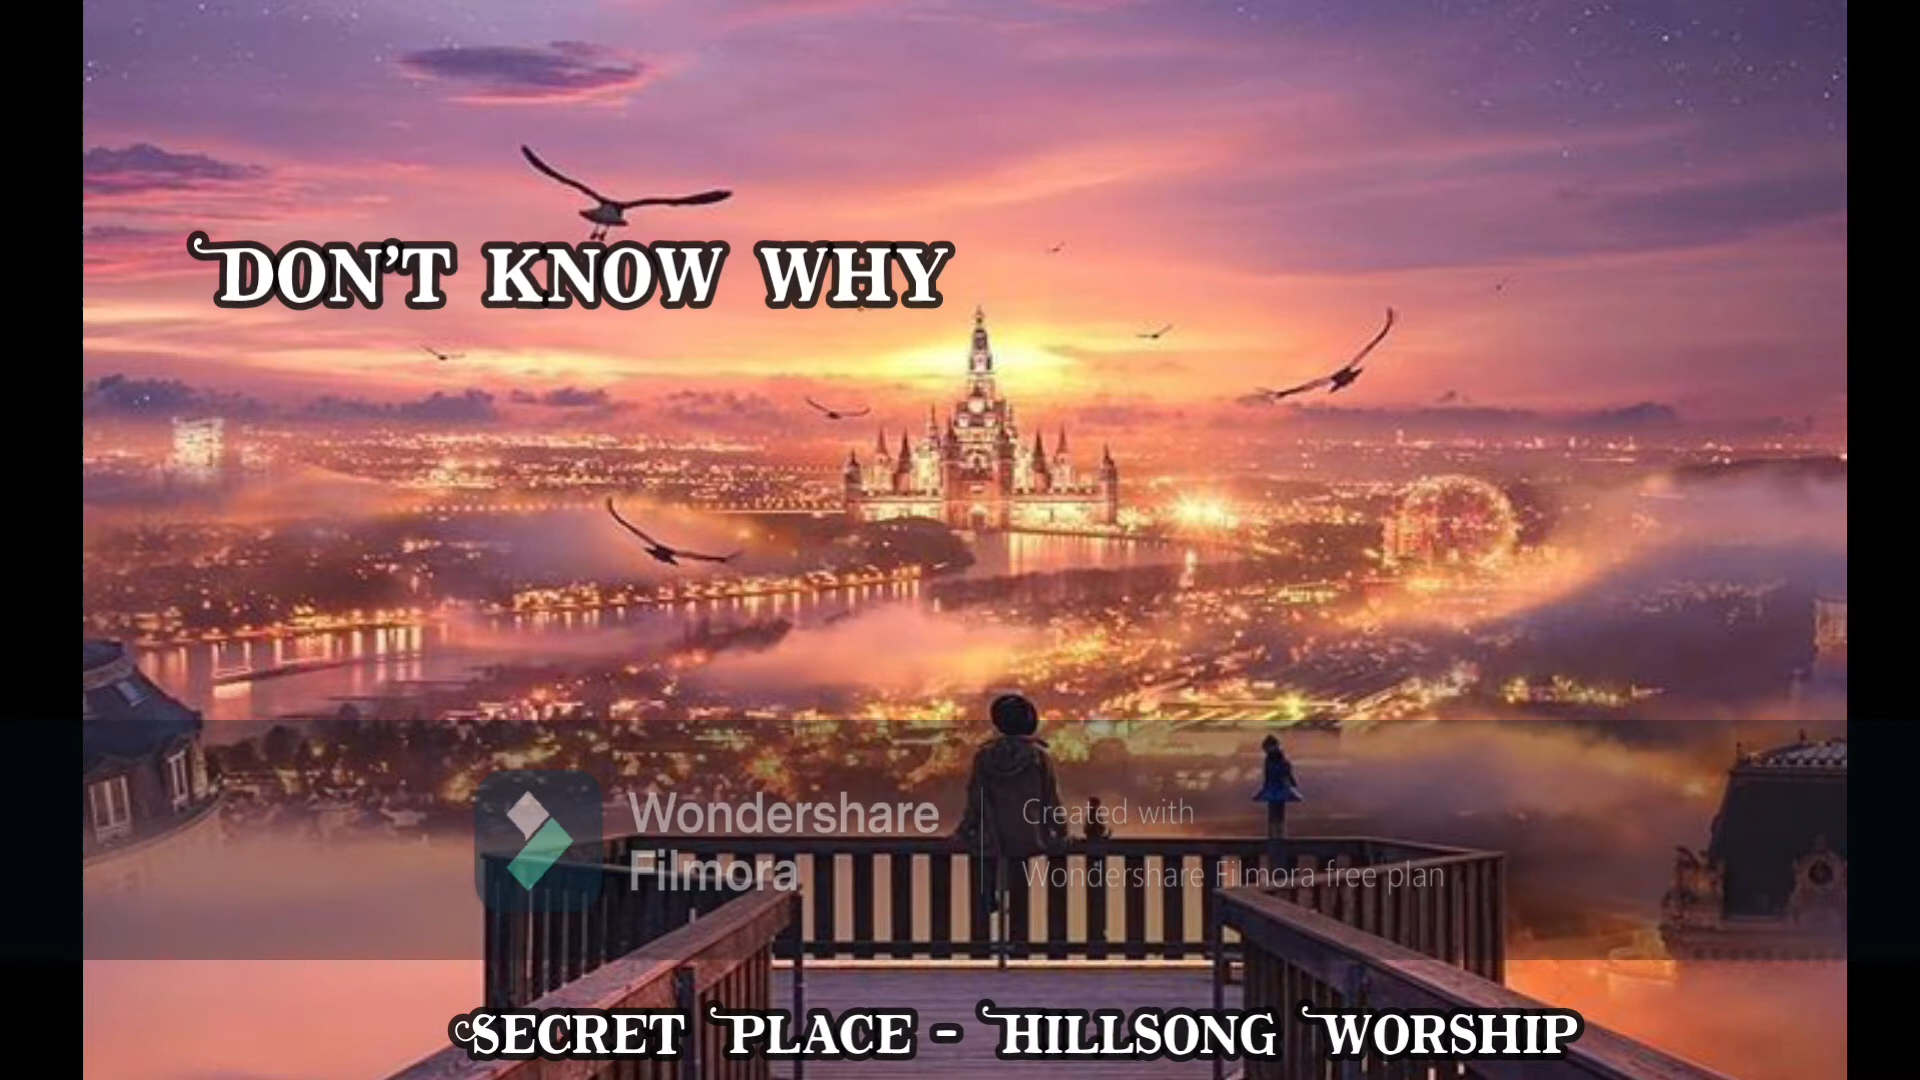 DON'T KNOW WHY
Wondershare
Filmora
Created with
Wondershare Filmora free plan
SECRET PLACE - HILLSONG WORSHIP